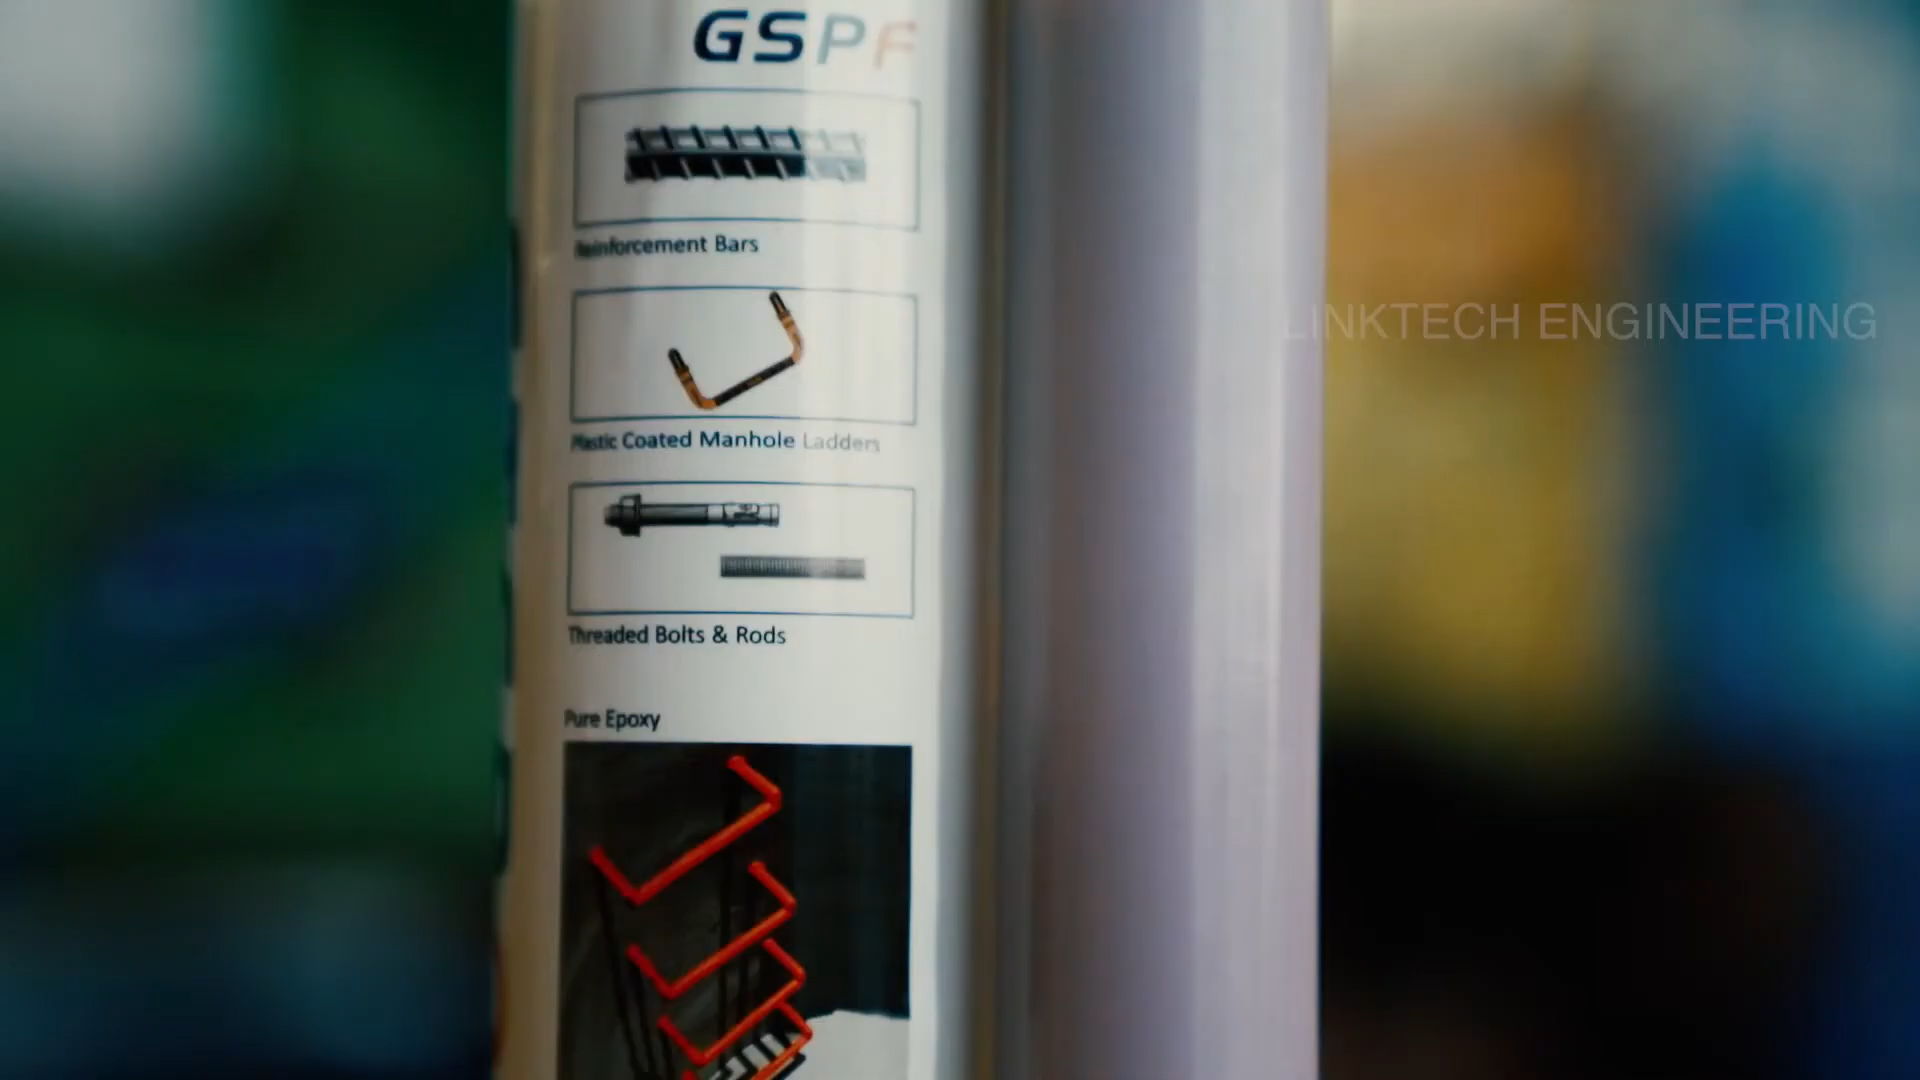 GSPF
Reinforcement Bars
LINKTECH ENGINEERING
Plastic Coated Manhole Ladders
Threaded Bolts & Rods
Pure Epoxy